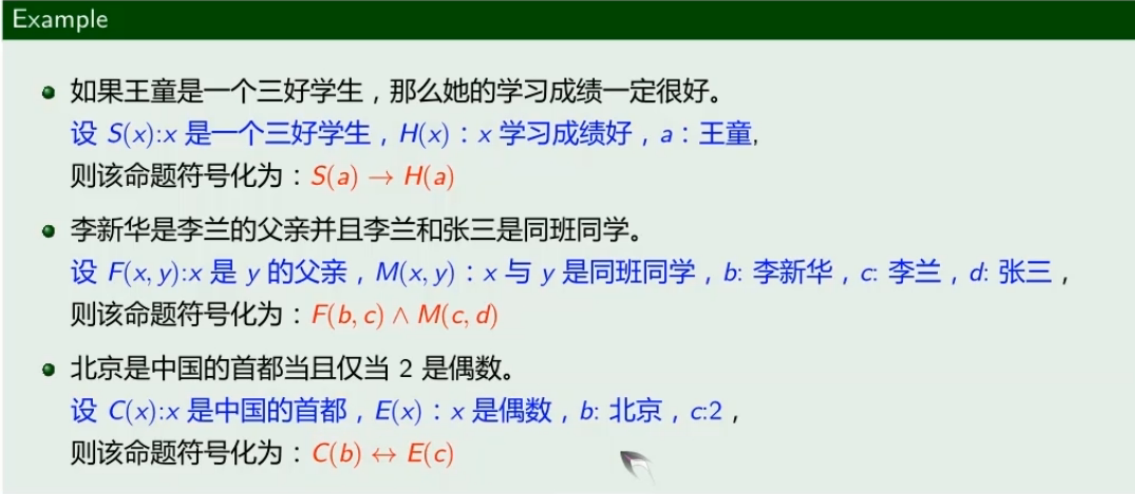 Example
如果王童是一个三好学生，那么她的学习成绩一定很好。
设 S(x):x 是一个三好学生，H(x)：x 学习成绩好，a：王童,
则该命题符号化为：S(a) → H(a)
李新华是李兰的父亲并且李兰和张三是同班同学。
设 F(x, y):x 是 y 的父亲，M(x, y)：x 与 y 是同班同学，b: 李新华，c: 李兰，d: 张三，
则该命题符号化为：F(b, c) ∧ M(c, d)
北京是中国的首都当且仅当 2 是偶数。
设 C(x):x 是中国的首都，E(x)：x 是偶数，b: 北京，c:2，
则该命题符号化为：C(b) ↔ E(c)